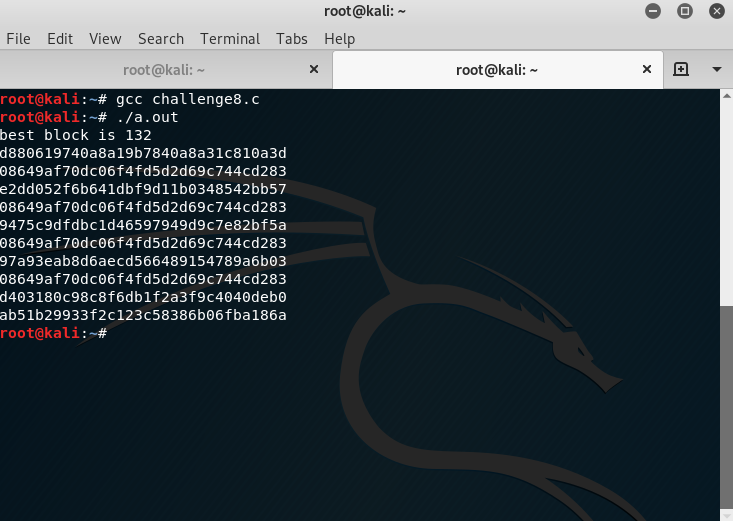 root@kali: ~
File Edit View Search Terminal Tabs Help
root@kali: ~ root@kali: ~
root@kali:~# gcc challenge8.c
root@kali:~# ./a.out
best block is 132
d880619740a8a19b7840a8a31c810a3d
08649af70dc06f4fd5d2d69c744cd283
e2dd052f6b641dbf9d11b0348542bb57
08649af70dc06f4fd5d2d69c744cd283
9475c9dfdbc1d46597949d9c7e82bf5a
08649af70dc06f4fd5d2d69c744cd283
97a93eab8d6aecd566489154789a6b03
08649af70dc06f4fd5d2d69c744cd283
d403180c98c8f6db1f2a3f9c4040deb0
ab51b29933f2c123c58386b06fba186a
root@kali:~#